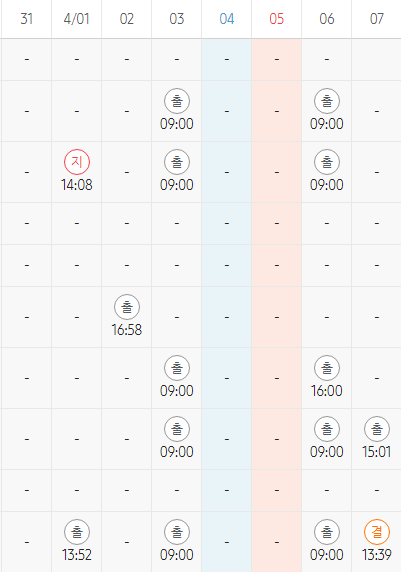 31 4/01 02 03 04 05 06 07
- - - - - - -
- - - 출 - - 출 -
09:00 09:00
- 지 - 출 - - 출 -
14:08 09:00 09:00
- - - - - - - -
- - - - - - - -
- - 출 - - - - -
16:58
- - - 출 - - 출 -
09:00 16:00
- - - 출 - - 출 출
09:00 09:00 15:01
- - - - - - - -
- 출 - 출 - - 출 결
13:52 09:00 09:00 13:39